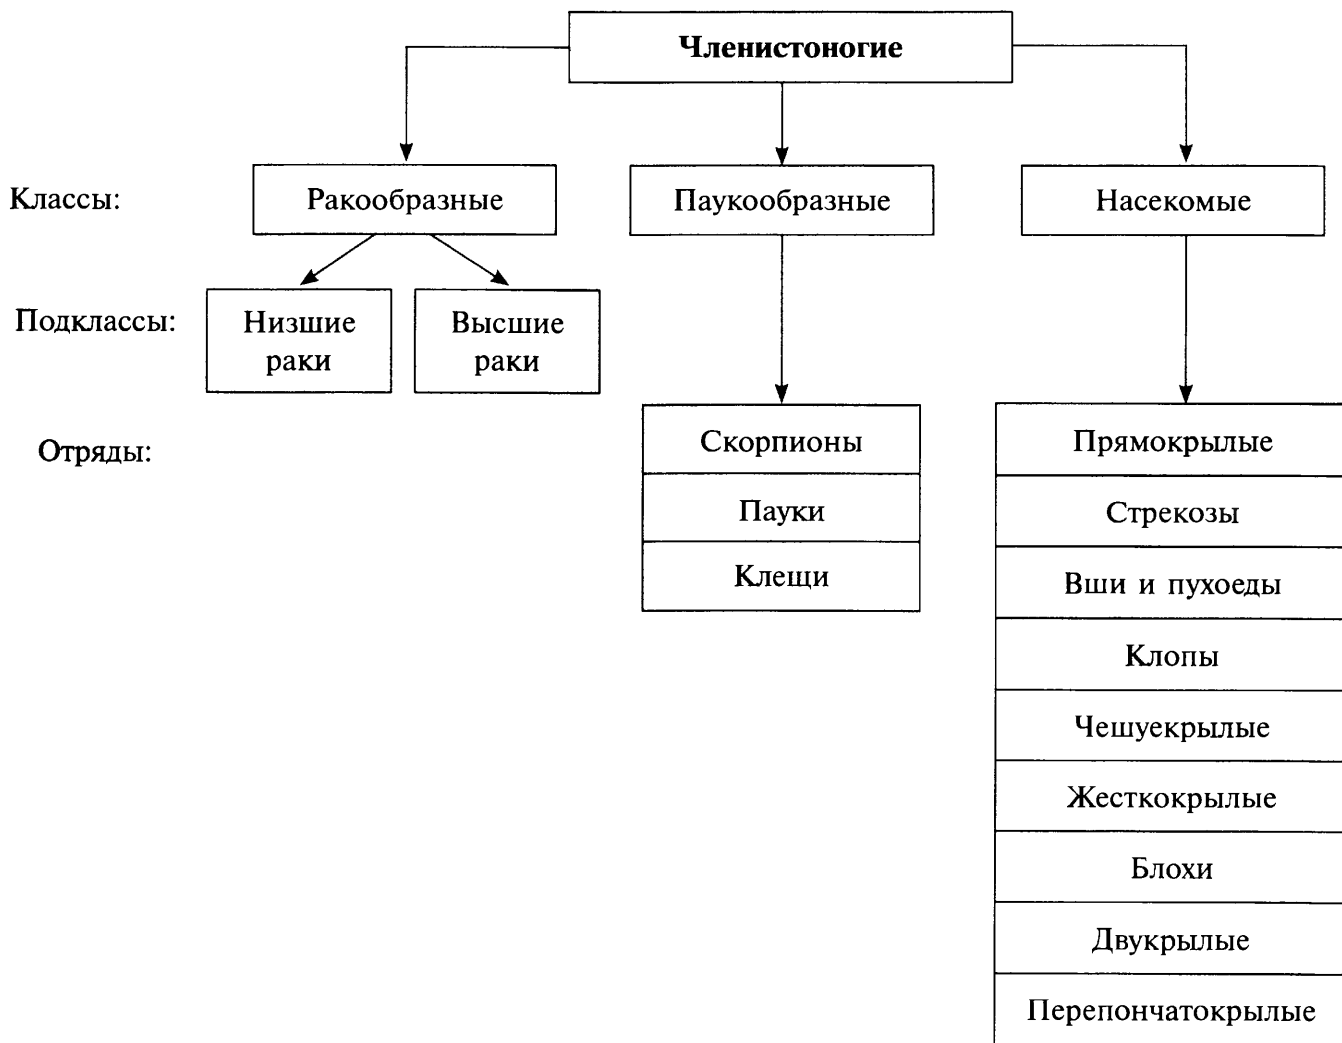 Членистоногие
Классы:
Ракообразные
Паукообразные
Насекомые
Подклассы:
Низшие
раки
Высшие
раки
Отряды:
Скорпионы
Пауки
Клещи
Прямокрылые
Стрекозы
Вши и пухоеды
Клопы
Чешуекрылые
Жесткокрылые
Блохи
Двукрылые
Перепончатокрылые